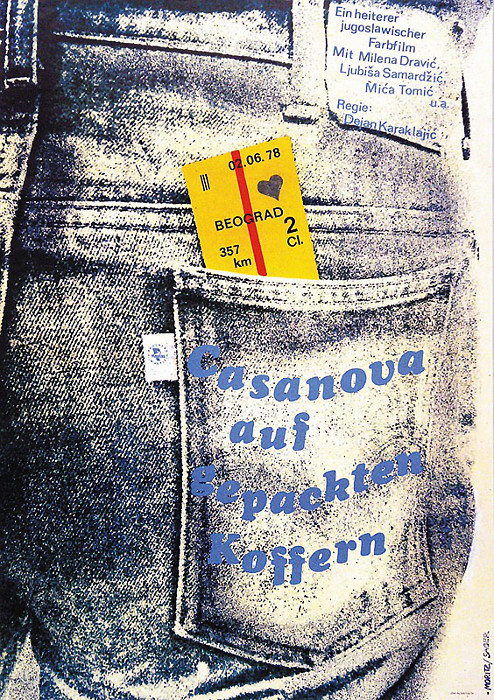 Ein heiterer
jugoslawischer
Farbfilm
Mit Milena Dravić,
Ljubiša Samardžić,
Mića Tomić
u.a.
Regie:
Dejan Karaklajić
02.06.78
BEOGRAD
2
Cl.
357
km
Casanova
auf
gepackten
Koffern